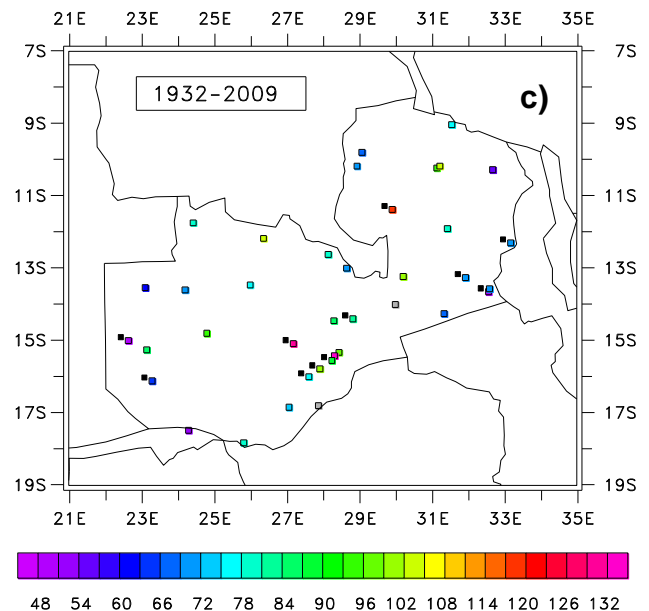 21E 23E 25E 27E 29E 31E 33E 35E
7S 7S
1932-2009 c)
9S 9S
11S 11S
13S 13S
15S 15S
17S 17S
19S 19S
21E 23E 25E 27E 29E 31E 33E 35E
48 54 60 66 72 78 84 90 96 102 108 114 120 126 132